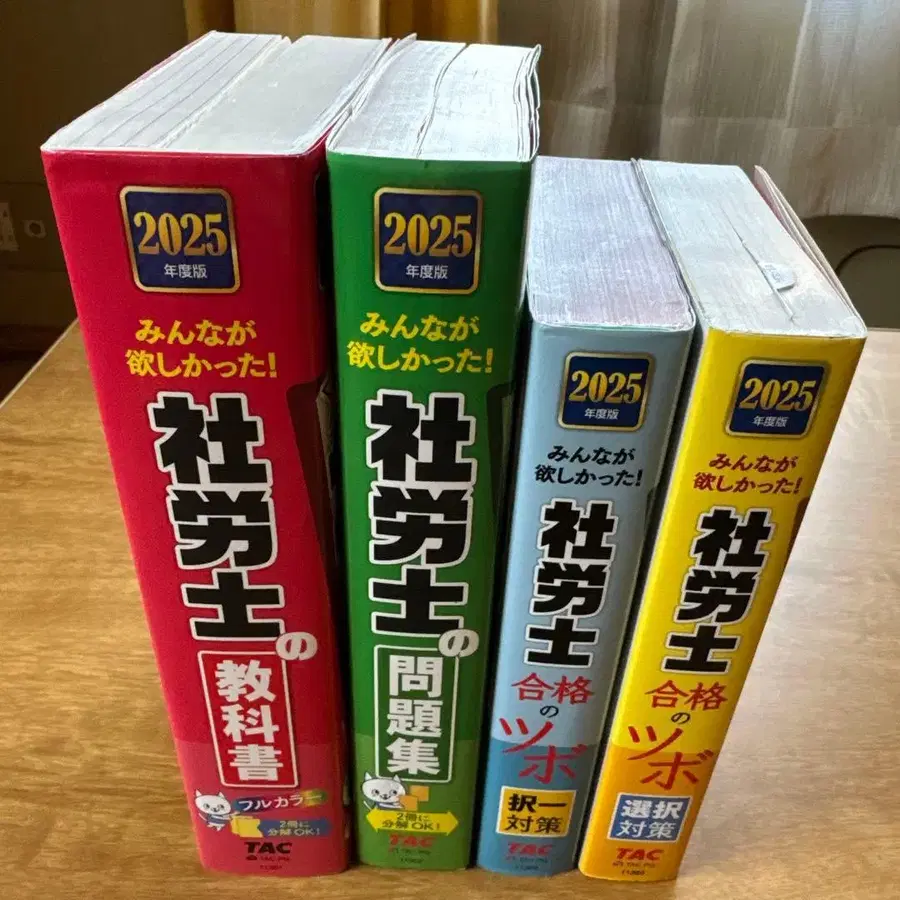 2025
年度版
みんなが
欲しかった!
社労士の
教科書
フルカラー
2冊に
分解OK!
TAC
2025
年度版
みんなが
欲しかった!
社労士の
問題集
2冊に
分解OK!
TAC
2025
年度版
みんなが
欲しかった!
社労士
合格の
ツボ
択一
対策
TAC
2025
年度版
みんなが
欲しかった!
社労士
合格の
ツボ
選択
対策
TAC